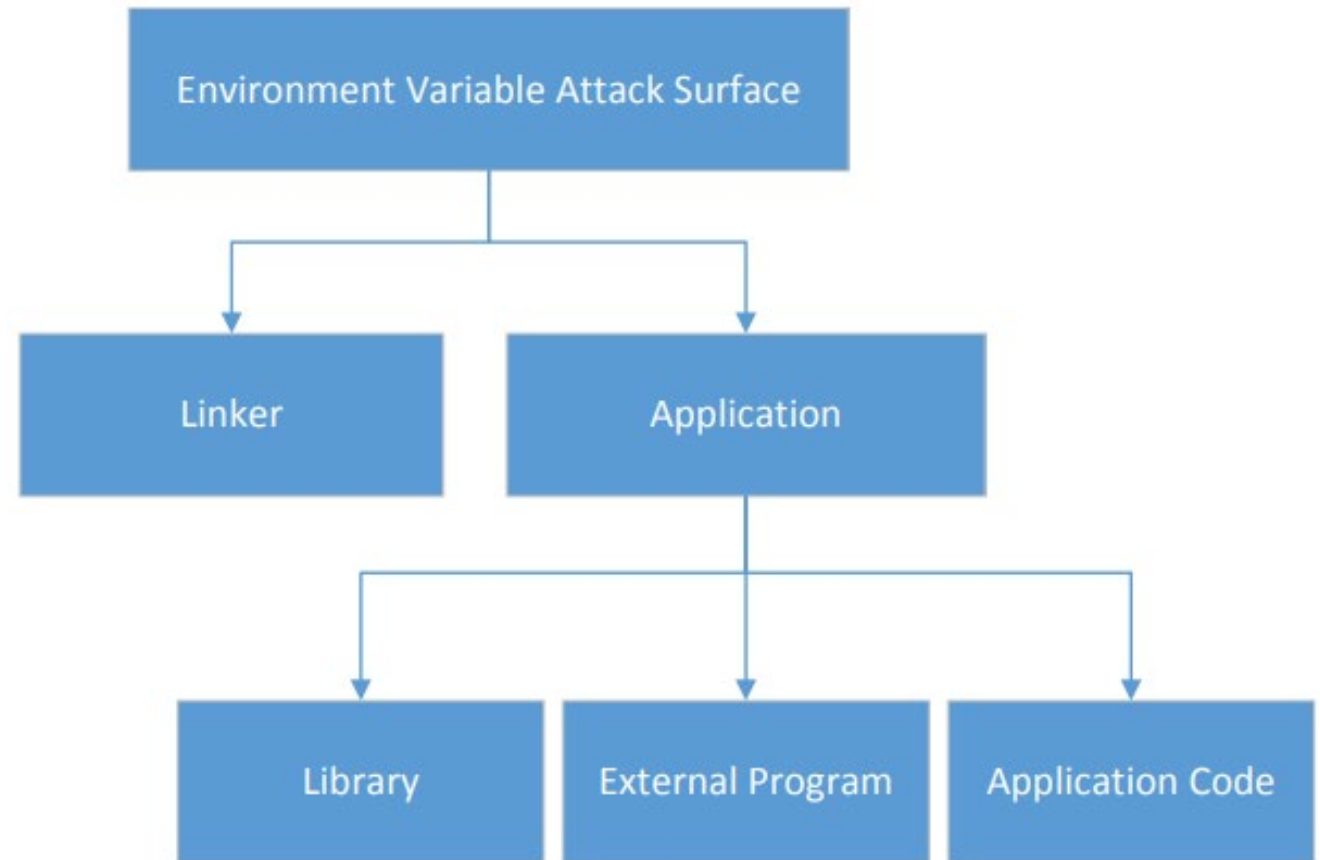 Environment Variable Attack Surface
Linker
Application
Library
External Program
Application Code